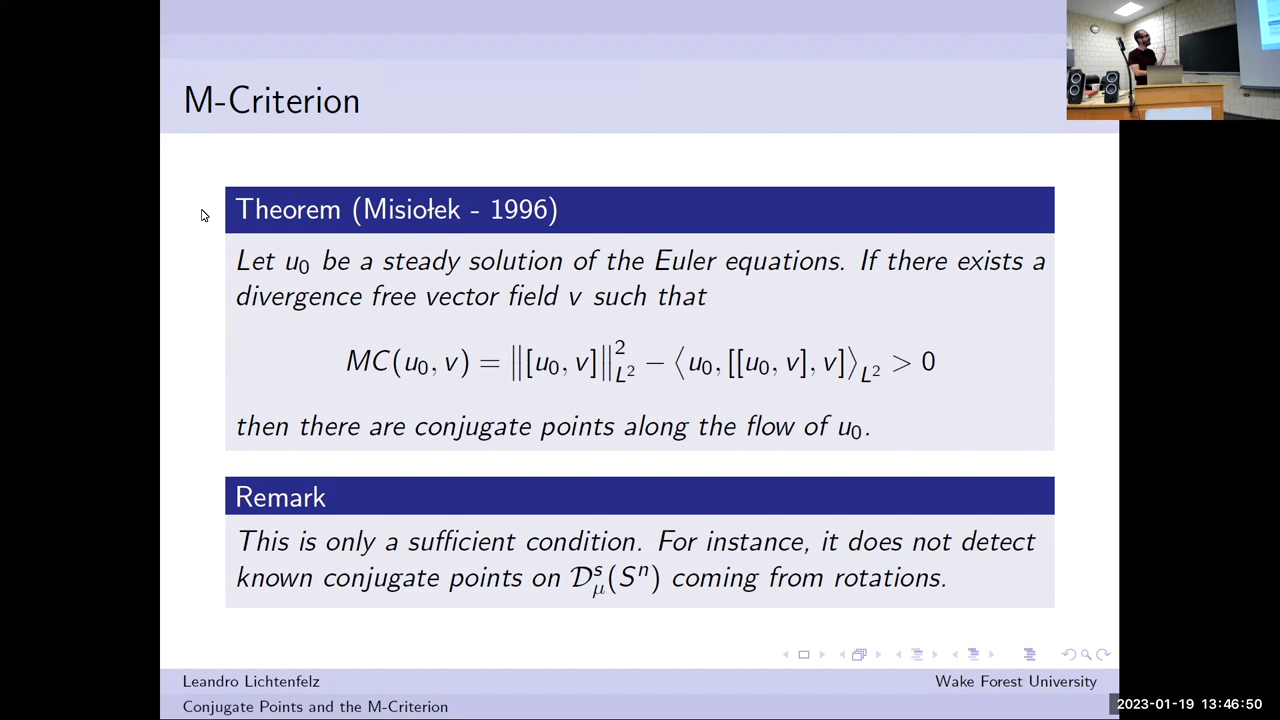 M-Criterion
Theorem (Misiołek - 1996)
Let u₀ be a steady solution of the Euler equations. If there exists a
divergence free vector field v such that
MC(u₀, v) = ‖[u₀, v]‖²_{L²} − ⟨u₀, [[u₀, v], v]⟩_{L²} > 0
then there are conjugate points along the flow of u₀.
Remark
This is only a sufficient condition. For instance, it does not detect
known conjugate points on 𝒟ˢ_μ(Sⁿ) coming from rotations.
Leandro Lichtenfelz
Wake Forest University
Conjugate Points and the M-Criterion
2023-01-19 13:46:50